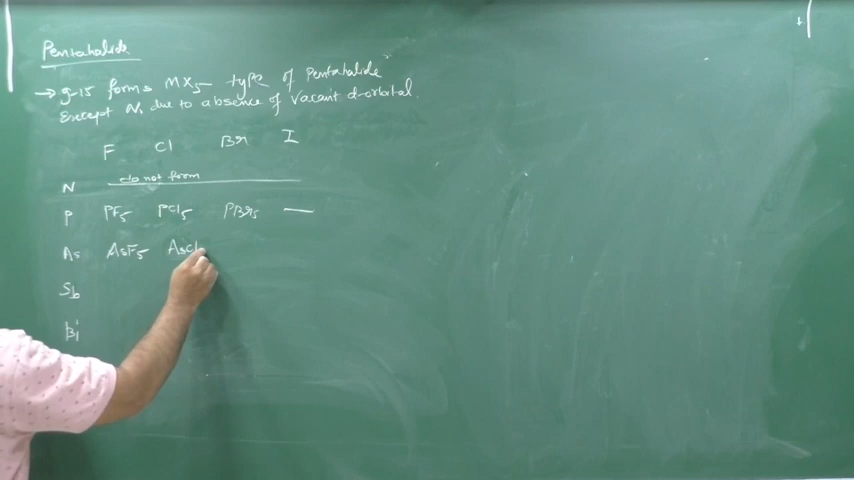 Pentahalide
→ g-15 forms MX5- type of Pentahalide
Except N, due to absence of Vacant d-orbital.
F Cl Br I
N do not form
P PF5 PCl5 PBr5 —
As AsF5 AsCl5
Sb
Bi